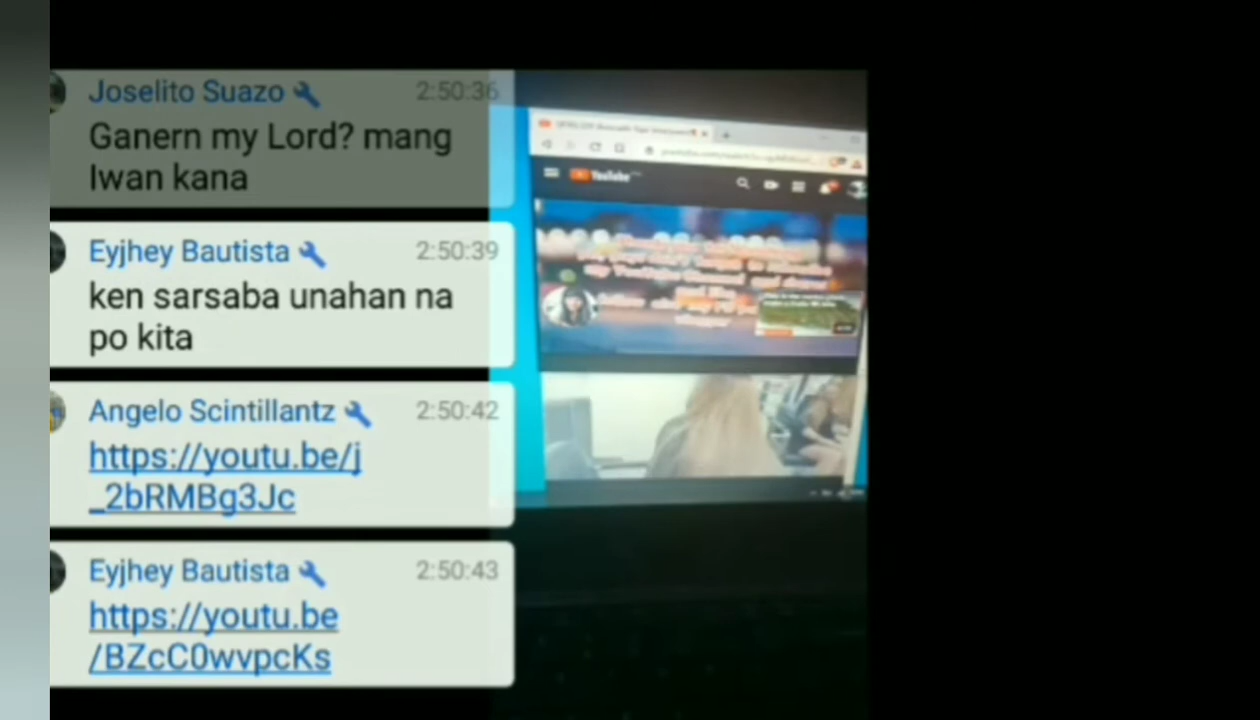 Joselito Suazo 2:50:36
Ganern my Lord? mang
Iwan kana
Eyjhey Bautista 2:50:39
ken sarsaba unahan na
po kita
Angelo Scintillantz 2:50:42
https://youtu.be/j
_2bRMBg3Jc
Eyjhey Bautista 2:50:43
https://youtu.be
/BZcC0wvpcKs
YouTube